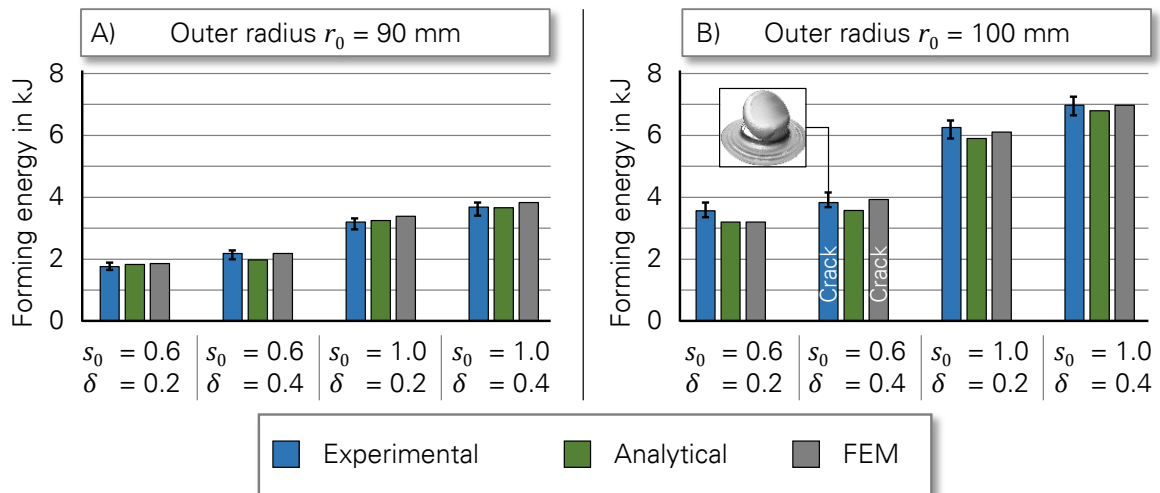 A) Outer radius r₀ = 90 mm
Forming energy in kJ
8
6
4
2
0
s₀ = 0.6
δ = 0.2
s₀ = 0.6
δ = 0.4
s₀ = 1.0
δ = 0.2
s₀ = 1.0
δ = 0.4
B) Outer radius r₀ = 100 mm
Forming energy in kJ
8
6
4
2
0
Crack
Crack
s₀ = 0.6
δ = 0.2
s₀ = 0.6
δ = 0.4
s₀ = 1.0
δ = 0.2
s₀ = 1.0
δ = 0.4
Experimental
Analytical
FEM